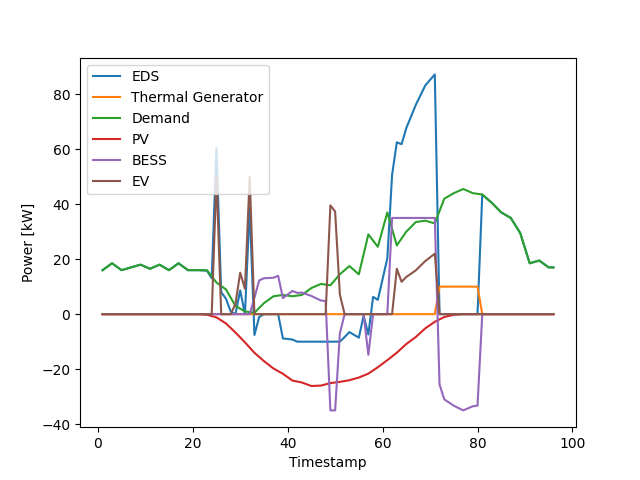 EDS
Thermal Generator
Demand
PV
BESS
EV
Power [kW]
80
60
40
20
0
−20
−40
0 20 40 60 80 100
Timestamp